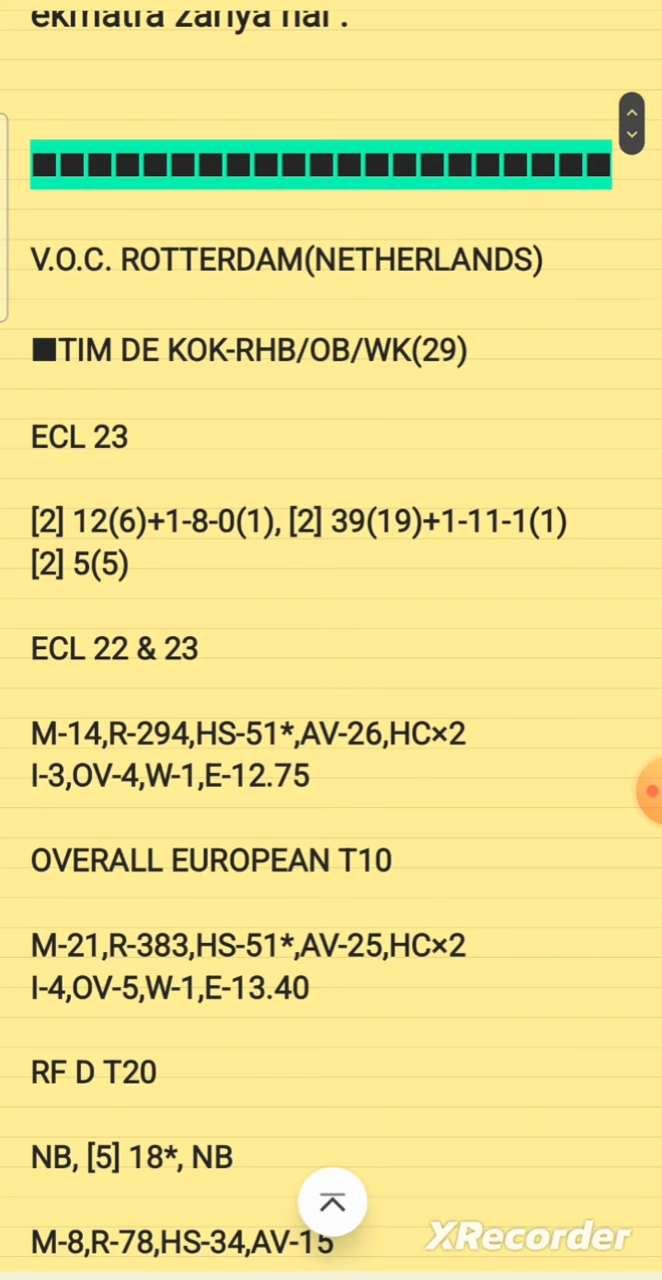 ekmatra zariya hai .
■■■■■■■■■■■■■■■■■■■■■
V.O.C. ROTTERDAM(NETHERLANDS)
■TIM DE KOK-RHB/OB/WK(29)
ECL 23
[2] 12(6)+1-8-0(1), [2] 39(19)+1-11-1(1)
[2] 5(5)
ECL 22 & 23
M-14,R-294,HS-51*,AV-26,HC×2
I-3,OV-4,W-1,E-12.75
OVERALL EUROPEAN T10
M-21,R-383,HS-51*,AV-25,HC×2
I-4,OV-5,W-1,E-13.40
RF D T20
NB, [5] 18*, NB
M-8,R-78,HS-34,AV-15
XRecorder